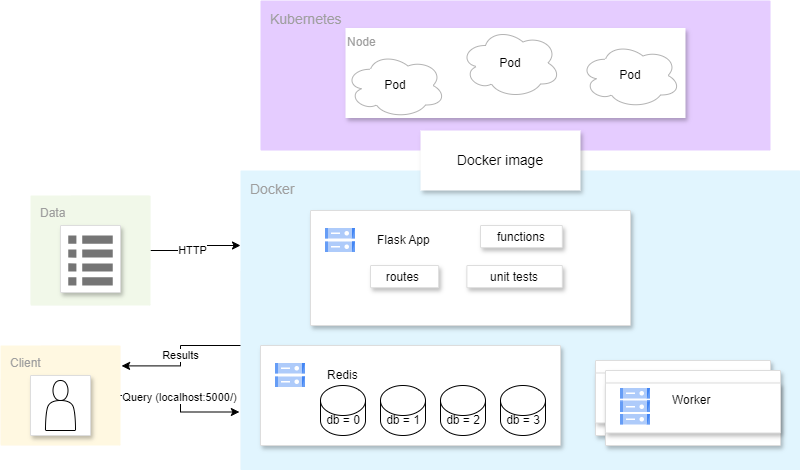 Kubernetes
Node
Pod
Pod
Pod
Docker image
Docker
Data
HTTP
Flask App
functions
routes
unit tests
Client
Results
Query (localhost:5000/)
Redis
db = 0
db = 1
db = 2
db = 3
Worker